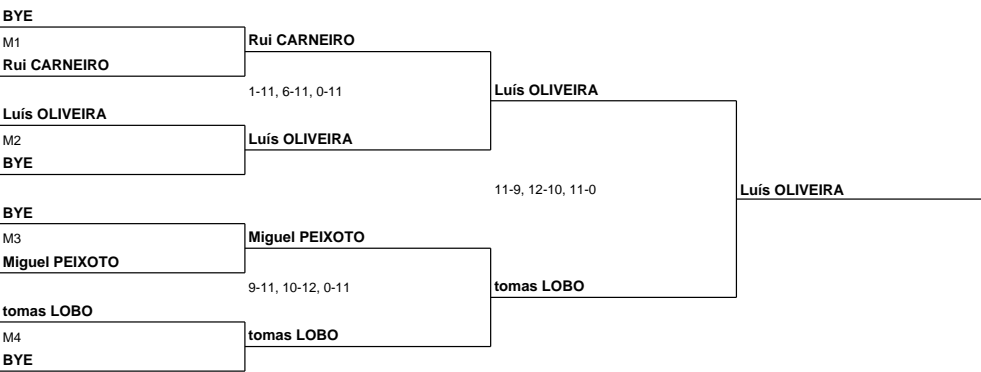 BYE
M1
Rui CARNEIRO
Rui CARNEIRO
1-11, 6-11, 0-11
Luís OLIVEIRA
Luís OLIVEIRA
M2
Luís OLIVEIRA
BYE
11-9, 12-10, 11-0
Luís OLIVEIRA
BYE
M3
Miguel PEIXOTO
Miguel PEIXOTO
9-11, 10-12, 0-11
tomas LOBO
tomas LOBO
M4
tomas LOBO
BYE